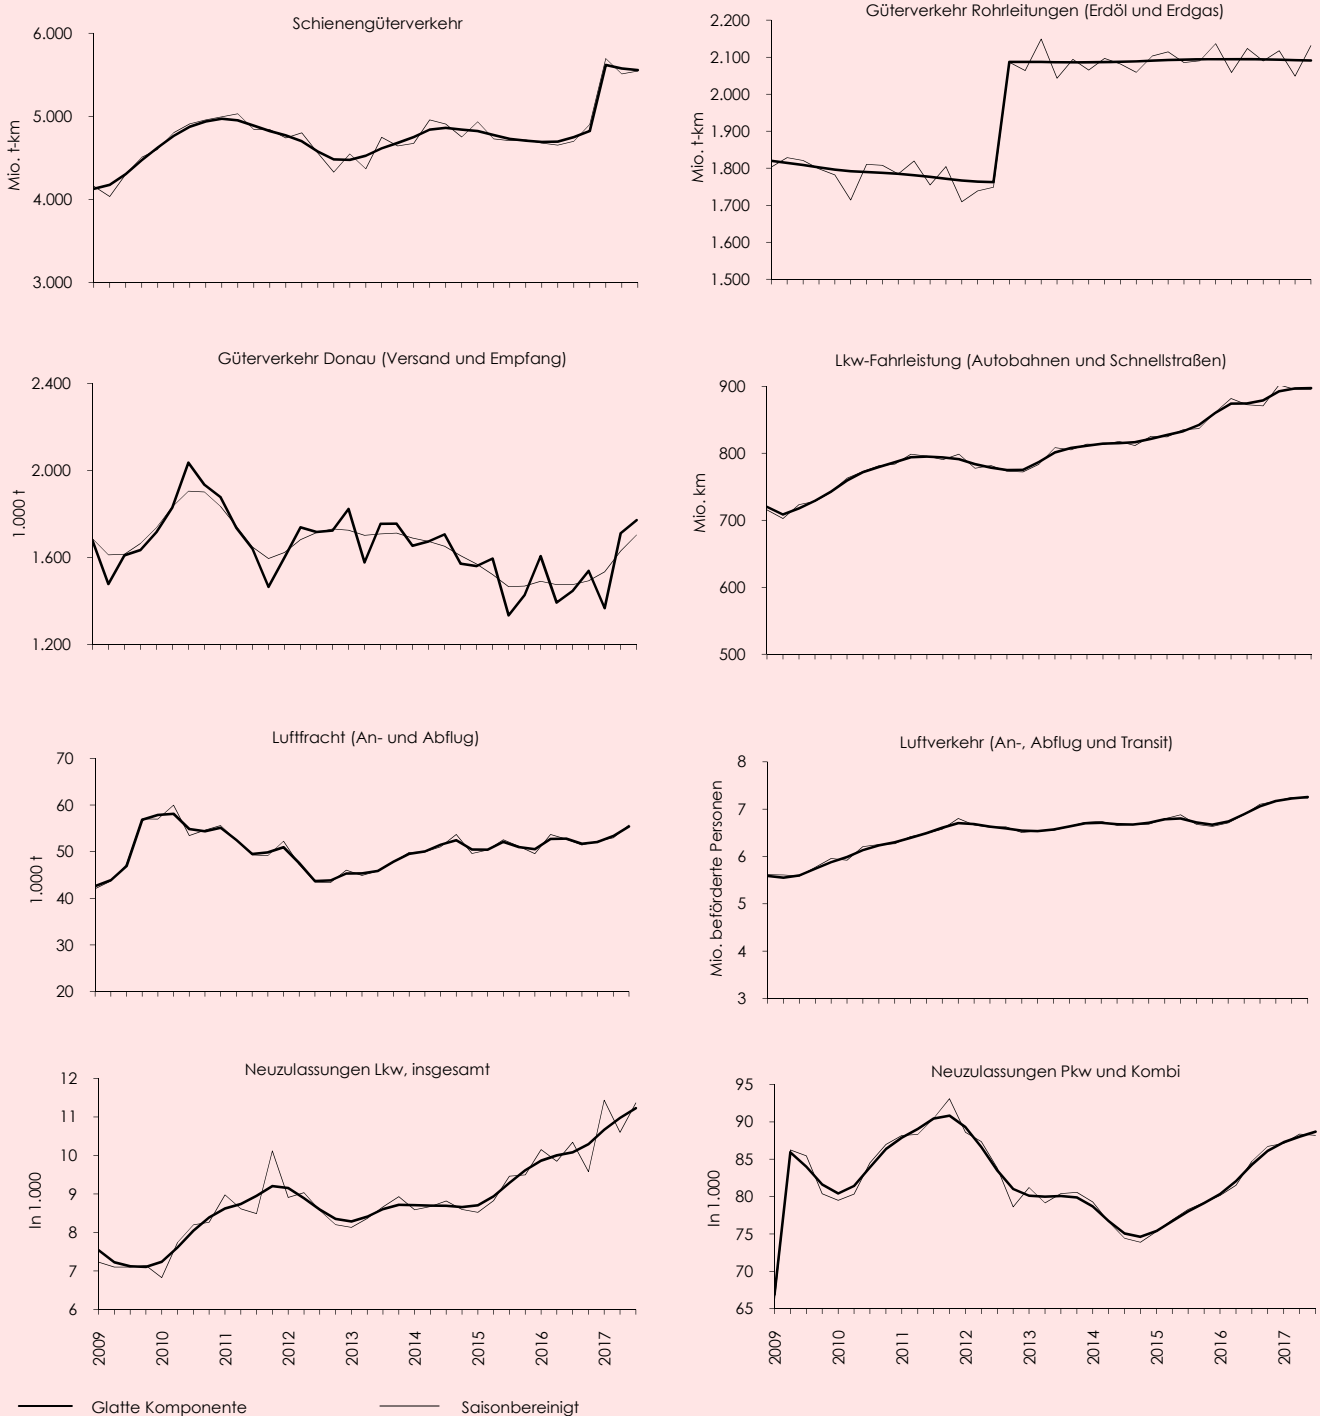 Schienengüterverkehr
Mio. t-km
6.000
5.000
4.000
3.000
Güterverkehr Rohrleitungen (Erdöl und Erdgas)
Mio. t-km
2.200
2.100
2.000
1.900
1.800
1.700
1.600
1.500
Güterverkehr Donau (Versand und Empfang)
1.000 t
2.400
2.000
1.600
1.200
Lkw-Fahrleistung (Autobahnen und Schnellstraßen)
Mio. km
900
800
700
600
500
Luftfracht (An- und Abflug)
1.000 t
70
60
50
40
30
20
Luftverkehr (An-, Abflug und Transit)
Mio. beförderte Personen
8
7
6
5
4
3
Neuzulassungen Lkw, insgesamt
In 1.000
12
11
10
9
8
7
6
2009 2010 2011 2012 2013 2014 2015 2016 2017
Neuzulassungen Pkw und Kombi
In 1.000
95
90
85
80
75
70
65
2009 2010 2011 2012 2013 2014 2015 2016 2017
Glatte Komponente Saisonbereinigt